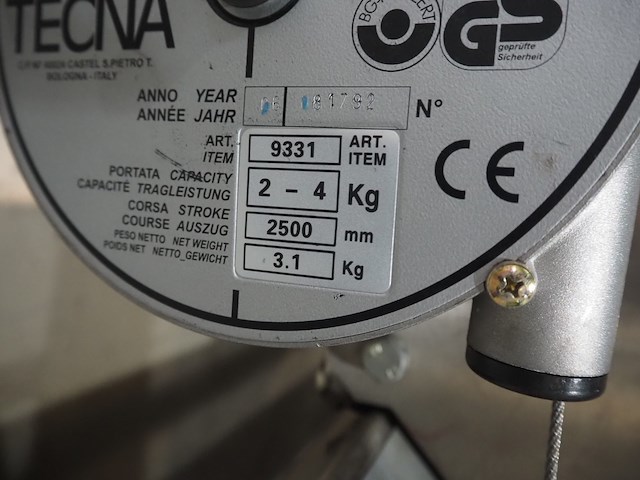 TECNA
CASTEL S.PIETRO T.
BOLOGNA - ITALY
geprüfte
Sicherheit
GS
ANNO YEAR
ANNÉE JAHR
181792 N°
ART. ITEM 9331 ART. ITEM
PORTATA CAPACITY
CAPACITÉ TRAGLEISTUNG
2 - 4 Kg
CORSA STROKE
COURSE AUSZUG
2500 mm
PESO NETTO NET WEIGHT
POIDS NET NETTO_GEWICHT
3.1 Kg
CE